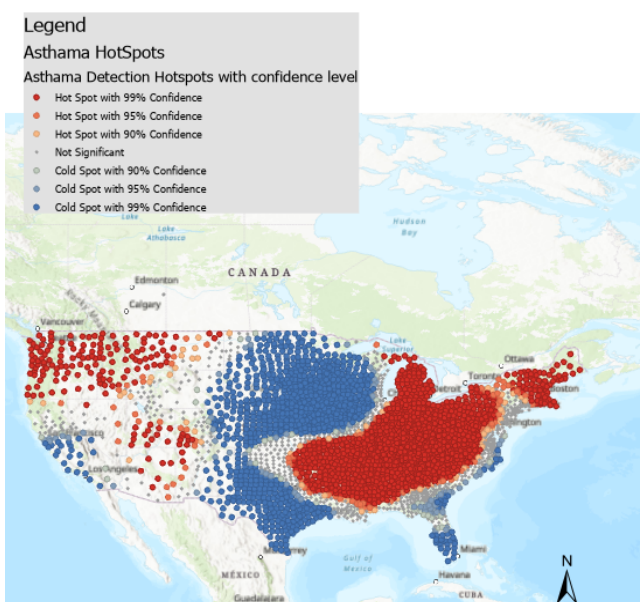 Legend
Asthama HotSpots
Asthama Detection Hotspots with confidence level
Hot Spot with 99% Confidence
Hot Spot with 95% Confidence
Hot Spot with 90% Confidence
Not Significant
Cold Spot with 90% Confidence
Cold Spot with 95% Confidence
Cold Spot with 99% Confidence
Lake
Lake
Athabasca
Hudson
Bay
CANADA
Edmonton
Calgary
Vancouver
Lake
Superior
Ottawa
Toronto
Los Angeles
Miami
Gulf of
Mexico
Havana
MÉXICO
CUBA
Guadalajara
N